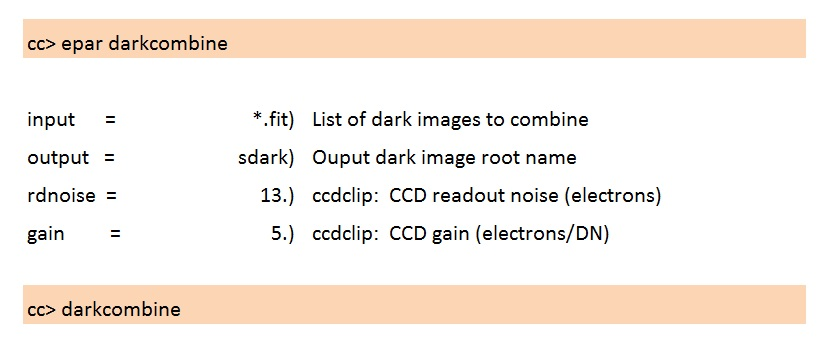 cc> epar darkcombine
input = *.fit) List of dark images to combine
output = sdark) Ouput dark image root name
rdnoise = 13.) ccdclip: CCD readout noise (electrons)
gain = 5.) ccdclip: CCD gain (electrons/DN)
cc> darkcombine